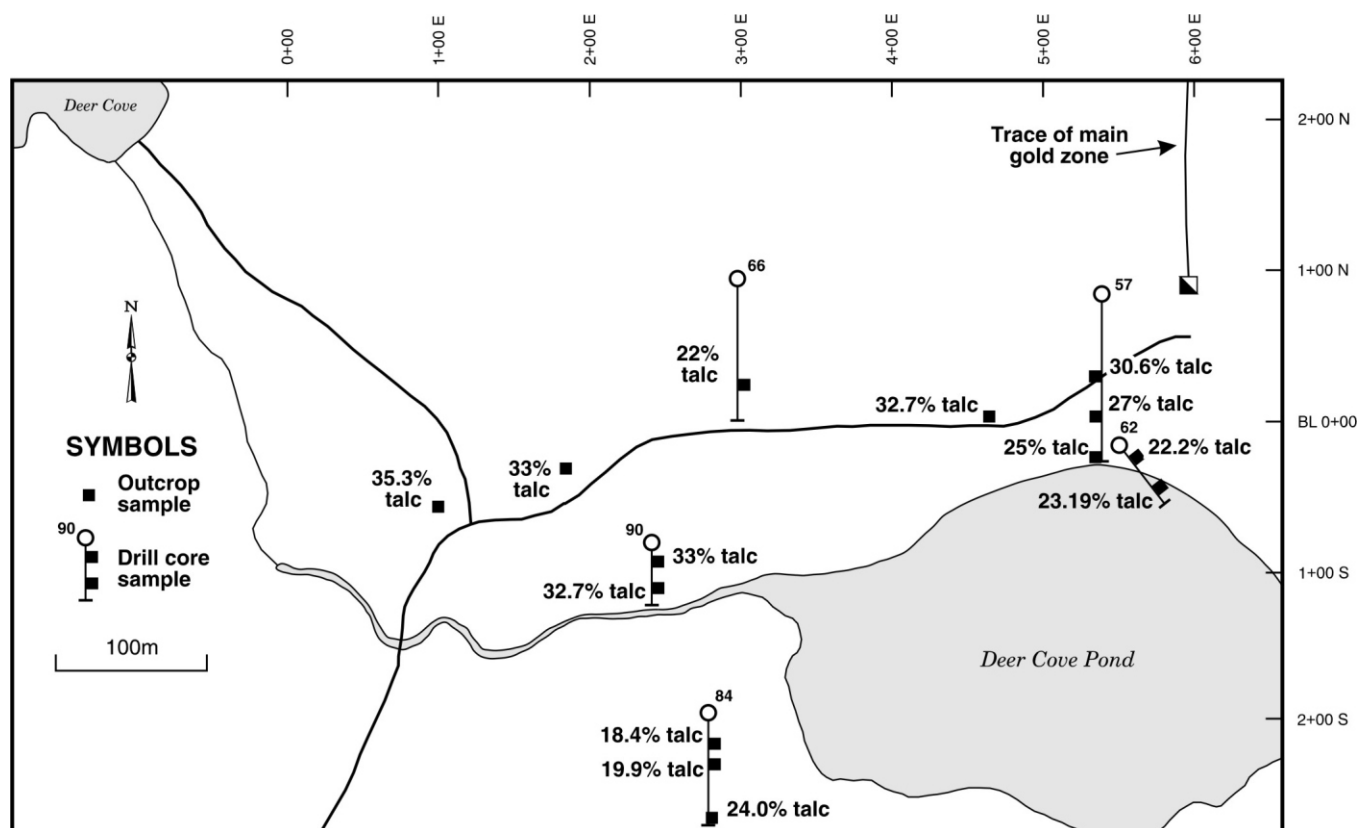 0+00
1+00 E
2+00 E
3+00 E
4+00 E
5+00 E
6+00 E
Deer Cove
2+00 N
Trace of main
gold zone
1+00 N
66
57
N
22%
talc
30.6% talc
32.7% talc
27% talc
BL 0+00
62
SYMBOLS
25% talc
22.2% talc
Outcrop
sample
35.3%
talc
33%
talc
23.19% talc
90
Drill core
sample
90
33% talc
32.7% talc
1+00 S
100m
Deer Cove Pond
84
2+00 S
18.4% talc
19.9% talc
24.0% talc